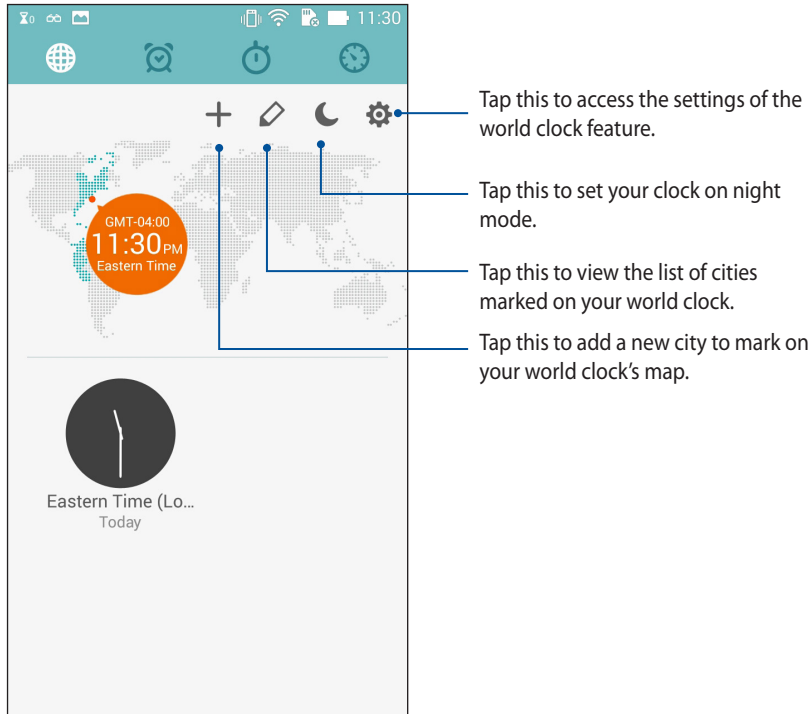 0 11:30
Tap this to access the settings of the
world clock feature.
Tap this to set your clock on night
mode.
GMT-04:00
11:30PM
Eastern Time
Tap this to view the list of cities
marked on your world clock.
Tap this to add a new city to mark on
your world clock’s map.
Eastern Time (Lo...
Today